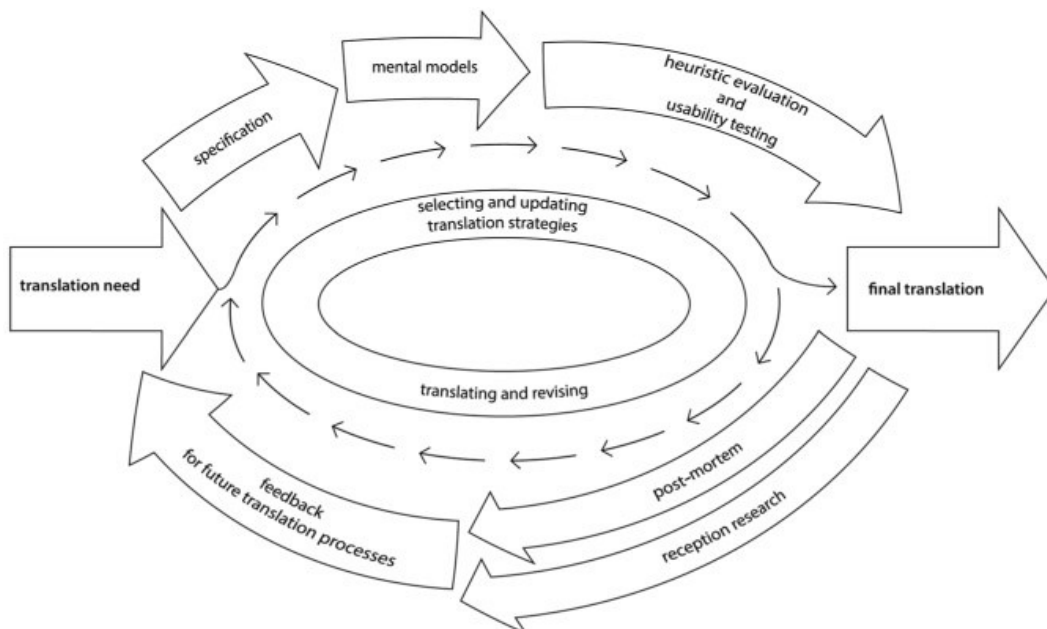 mental models
heuristic evaluation
and
usability testing
specification
selecting and updating
translation strategies
translation need
final translation
translating and revising
post-mortem
reception research
feedback
for future translation processes